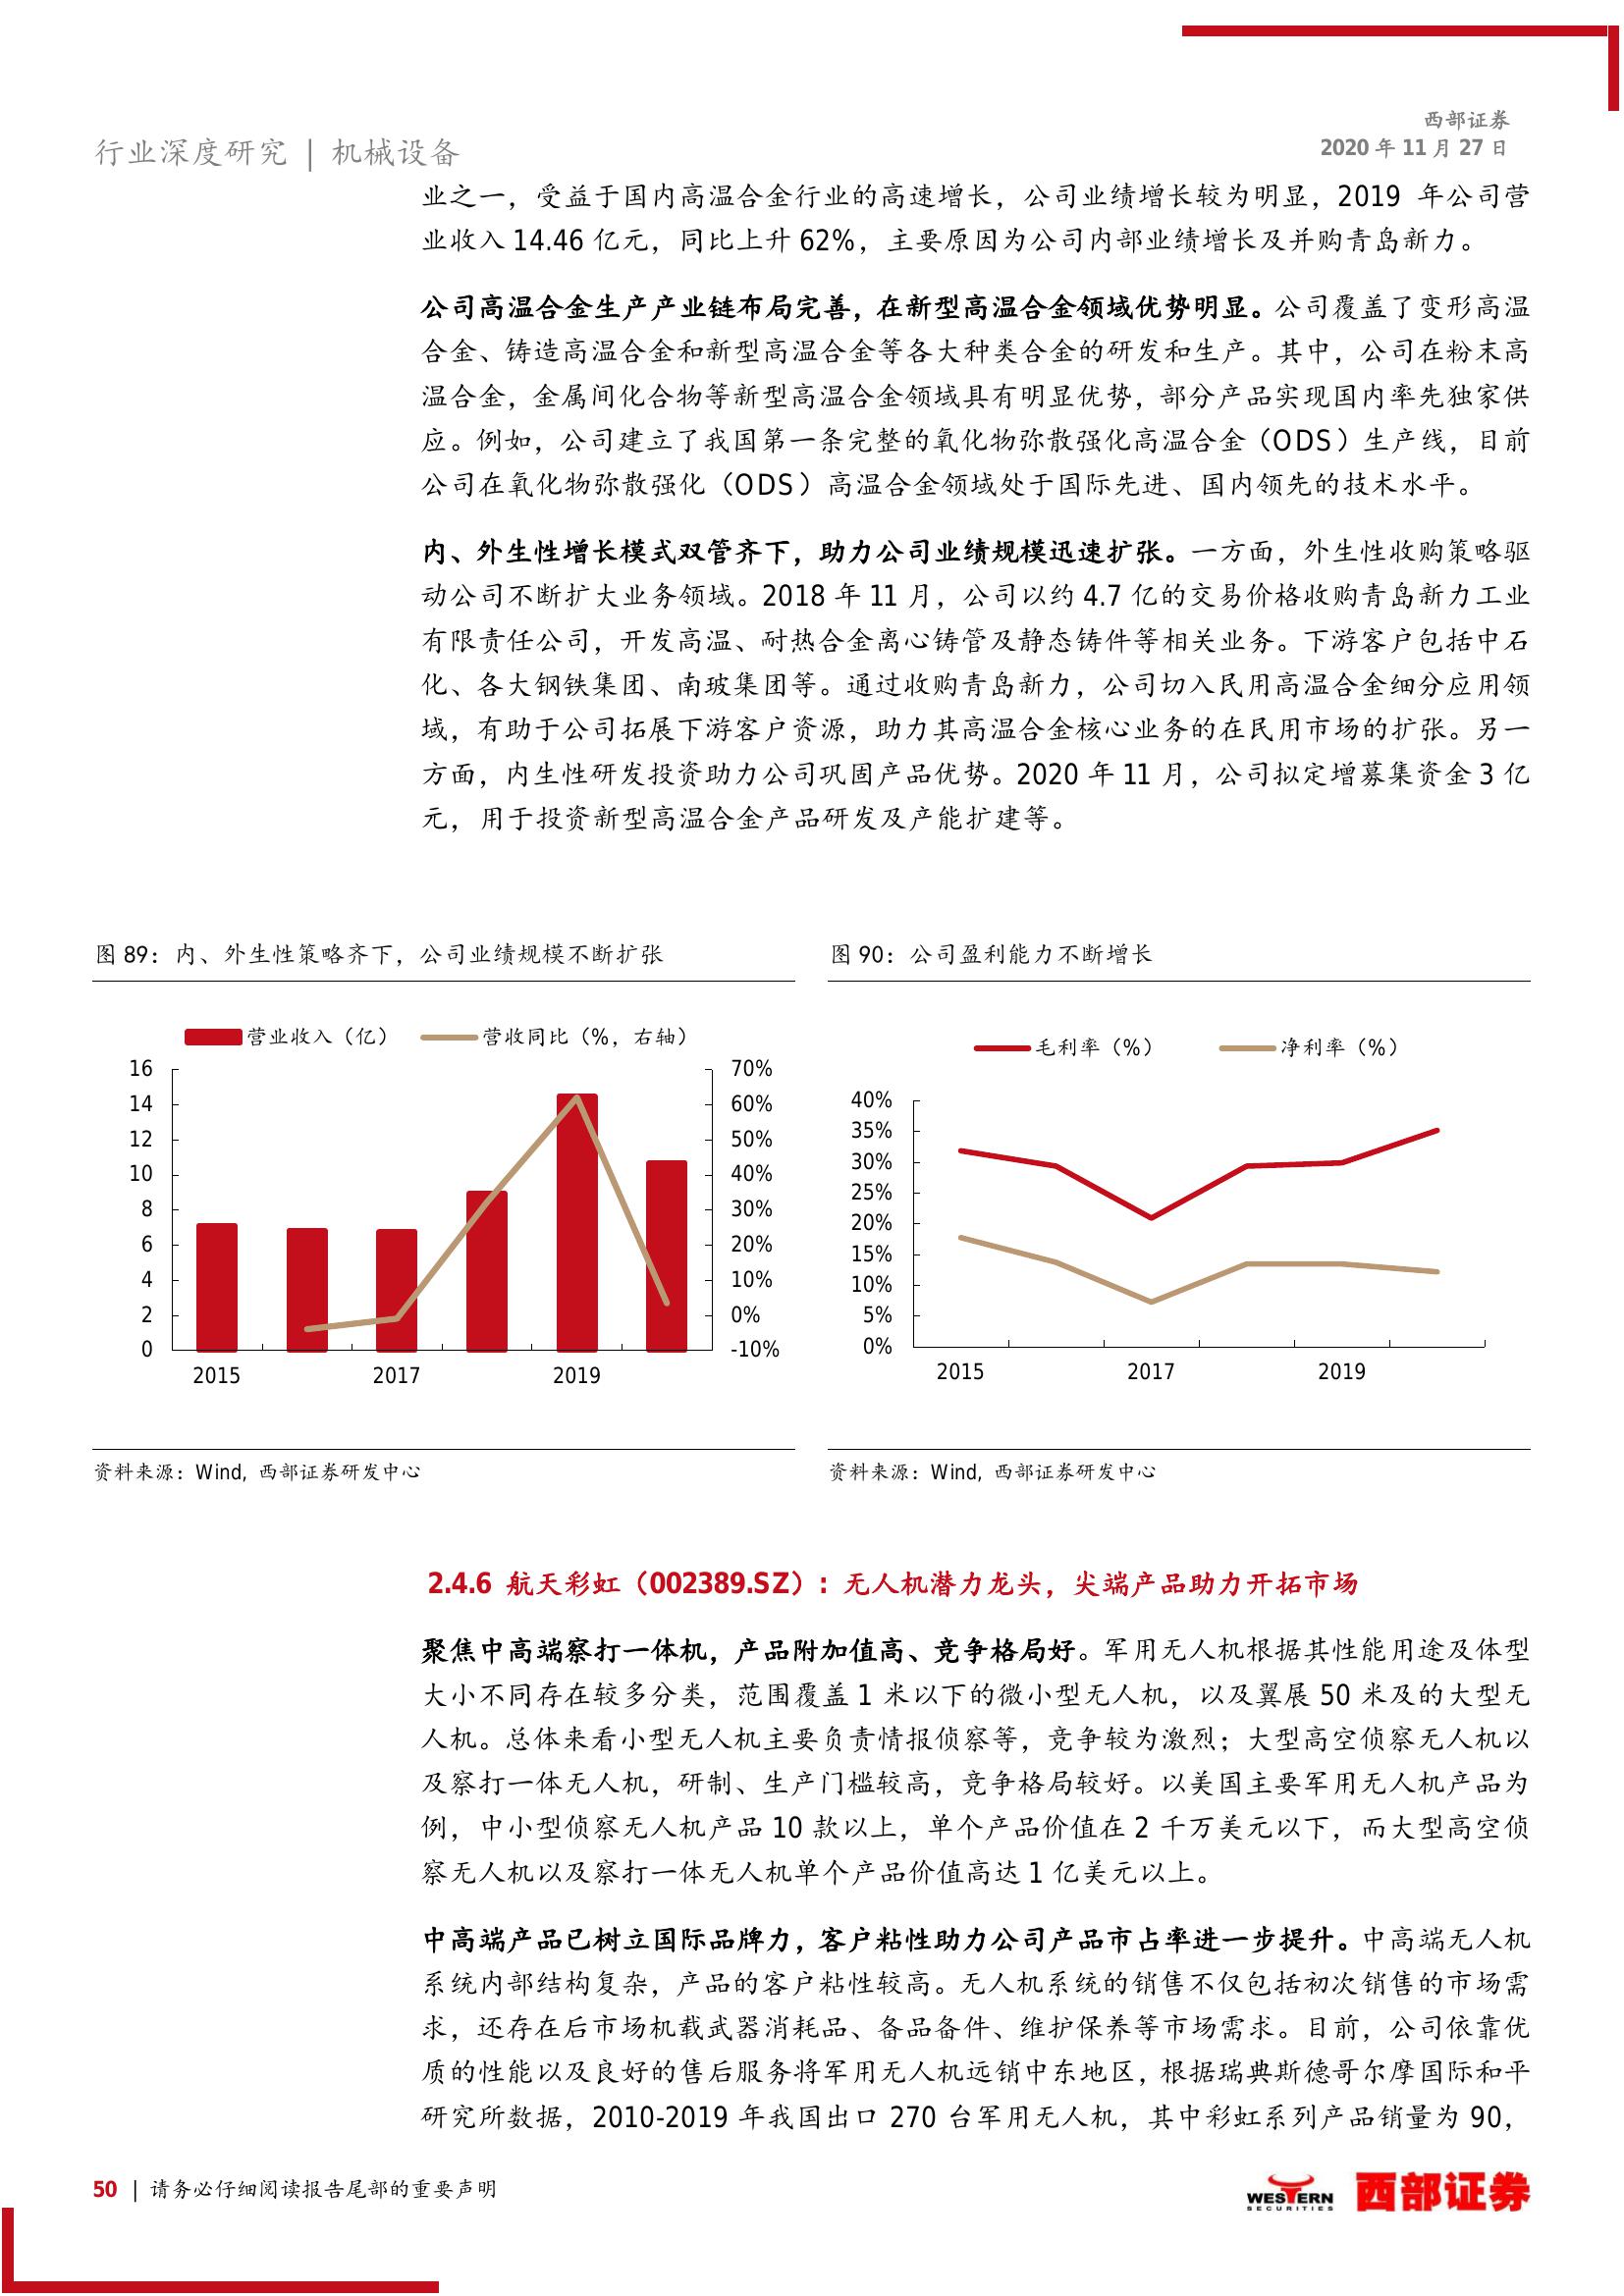 西部证券
2020 年 11 月 27 日
行业深度研究 | 机械设备
业之一，受益于国内高温合金行业的高速增长，公司业绩增长较为明显，2019 年公司营
业收入 14.46 亿元，同比上升 62%，主要原因为公司内部业绩增长及并购青岛新力。
公司高温合金生产产业链布局完善，在新型高温合金领域优势明显。公司覆盖了变形高温
合金、铸造高温合金和新型高温合金等各大种类合金的研发和生产。其中，公司在粉末高
温合金，金属间化合物等新型高温合金领域具有明显优势，部分产品实现国内率先独家供
应。例如，公司建立了我国第一条完整的氧化物弥散强化高温合金（ODS）生产线，目前
公司在氧化物弥散强化（ODS）高温合金领域处于国际先进、国内领先的技术水平。
内、外生性增长模式双管齐下，助力公司业绩规模迅速扩张。一方面，外生性收购策略驱
动公司不断扩大业务领域。2018 年 11 月，公司以约 4.7 亿的交易价格收购青岛新力工业
有限责任公司，开发高温、耐热合金离心铸管及静态铸件等相关业务。下游客户包括中石
化、各大钢铁集团、南玻集团等。通过收购青岛新力，公司切入民用高温合金细分应用领
域，有助于公司拓展下游客户资源，助力其高温合金核心业务的在民用市场的扩张。另一
方面，内生性研发投资助力公司巩固产品优势。2020 年 11 月，公司拟定增募集资金 3 亿
元，用于投资新型高温合金产品研发及产能扩建等。
图 89：内、外生性策略齐下，公司业绩规模不断扩张
营业收入（亿） 营收同比（%，右轴）
16 70%
14 60%
12 50%
10 40%
8 30%
6 20%
4 10%
2 0%
0 -10%
2015 2017 2019
资料来源：Wind, 西部证券研发中心
图 90：公司盈利能力不断增长
毛利率（%） 净利率（%）
40%
35%
30%
25%
20%
15%
10%
5%
0%
2015 2017 2019
资料来源：Wind, 西部证券研发中心
2.4.6 航天彩虹（002389.SZ）：无人机潜力龙头，尖端产品助力开拓市场
聚焦中高端察打一体机，产品附加值高、竞争格局好。军用无人机根据其性能用途及体型
大小不同存在较多分类，范围覆盖 1 米以下的微小型无人机，以及翼展 50 米及的大型无
人机。总体来看小型无人机主要负责情报侦察等，竞争较为激烈；大型高空侦察无人机以
及察打一体无人机，研制、生产门槛较高，竞争格局较好。以美国主要军用无人机产品为
例，中小型侦察无人机产品 10 款以上，单个产品价值在 2 千万美元以下，而大型高空侦
察无人机以及察打一体无人机单个产品价值高达 1 亿美元以上。
中高端产品已树立国际品牌力，客户粘性助力公司产品市占率进一步提升。中高端无人机
系统内部结构复杂，产品的客户粘性较高。无人机系统的销售不仅包括初次销售的市场需
求，还存在后市场机载武器消耗品、备品备件、维护保养等市场需求。目前，公司依靠优
质的性能以及良好的售后服务将军用无人机远销中东地区，根据瑞典斯德哥尔摩国际和平
研究所数据，2010-2019 年我国出口 270 台军用无人机，其中彩虹系列产品销量为 90，
50 | 请务必仔细阅读报告尾部的重要声明
WESTERN
SECURITIES
西部证券